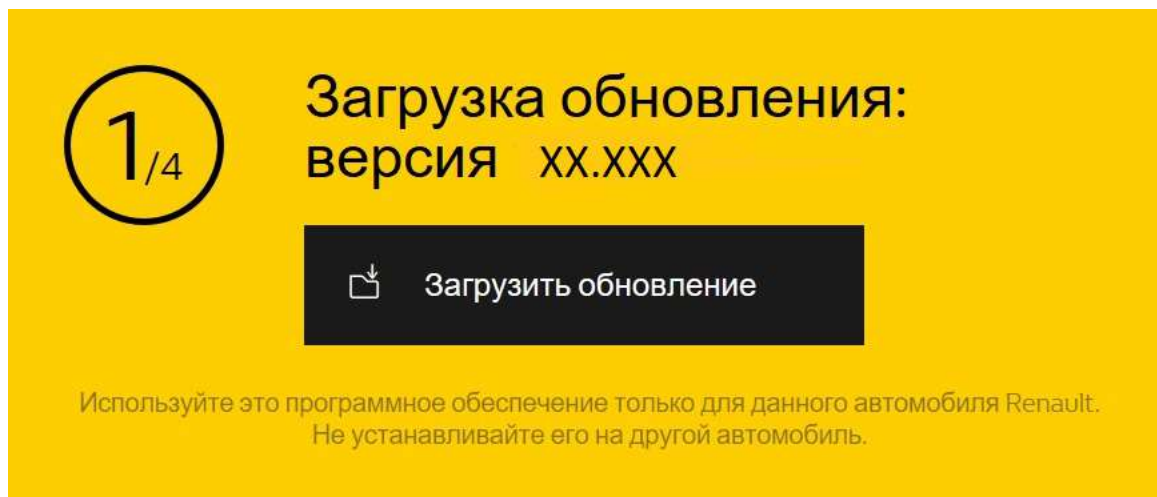 1/4
Загрузка обновления:
версия xx.xxx
Загрузить обновление
Используйте это программное обеспечение только для данного автомобиля Renault.
Не устанавливайте его на другой автомобиль.